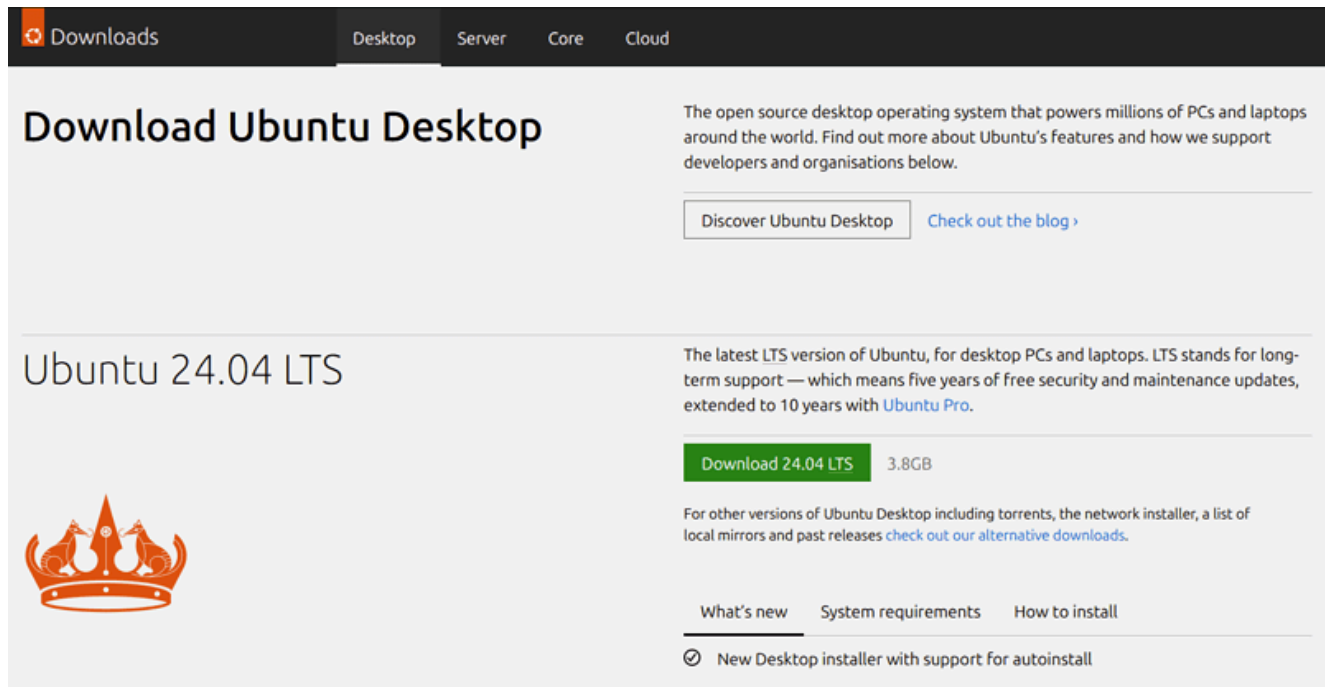 Downloads
Desktop
Server
Core
Cloud
Download Ubuntu Desktop
The open source desktop operating system that powers millions of PCs and laptops
around the world. Find out more about Ubuntu's features and how we support
developers and organisations below.
Discover Ubuntu Desktop
Check out the blog ›
Ubuntu 24.04 LTS
The latest LTS version of Ubuntu, for desktop PCs and laptops. LTS stands for long-
term support — which means five years of free security and maintenance updates,
extended to 10 years with Ubuntu Pro.
Download 24.04 LTS
3.8GB
For other versions of Ubuntu Desktop including torrents, the network installer, a list of
local mirrors and past releases check out our alternative downloads.
What's new
System requirements
How to install
New Desktop installer with support for autoinstall